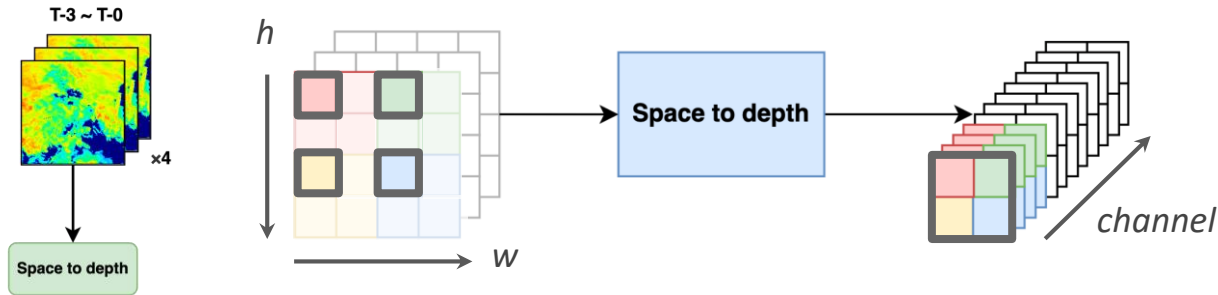 T-3 ~ T-0
×4
Space to depth
h
w
Space to depth
channel